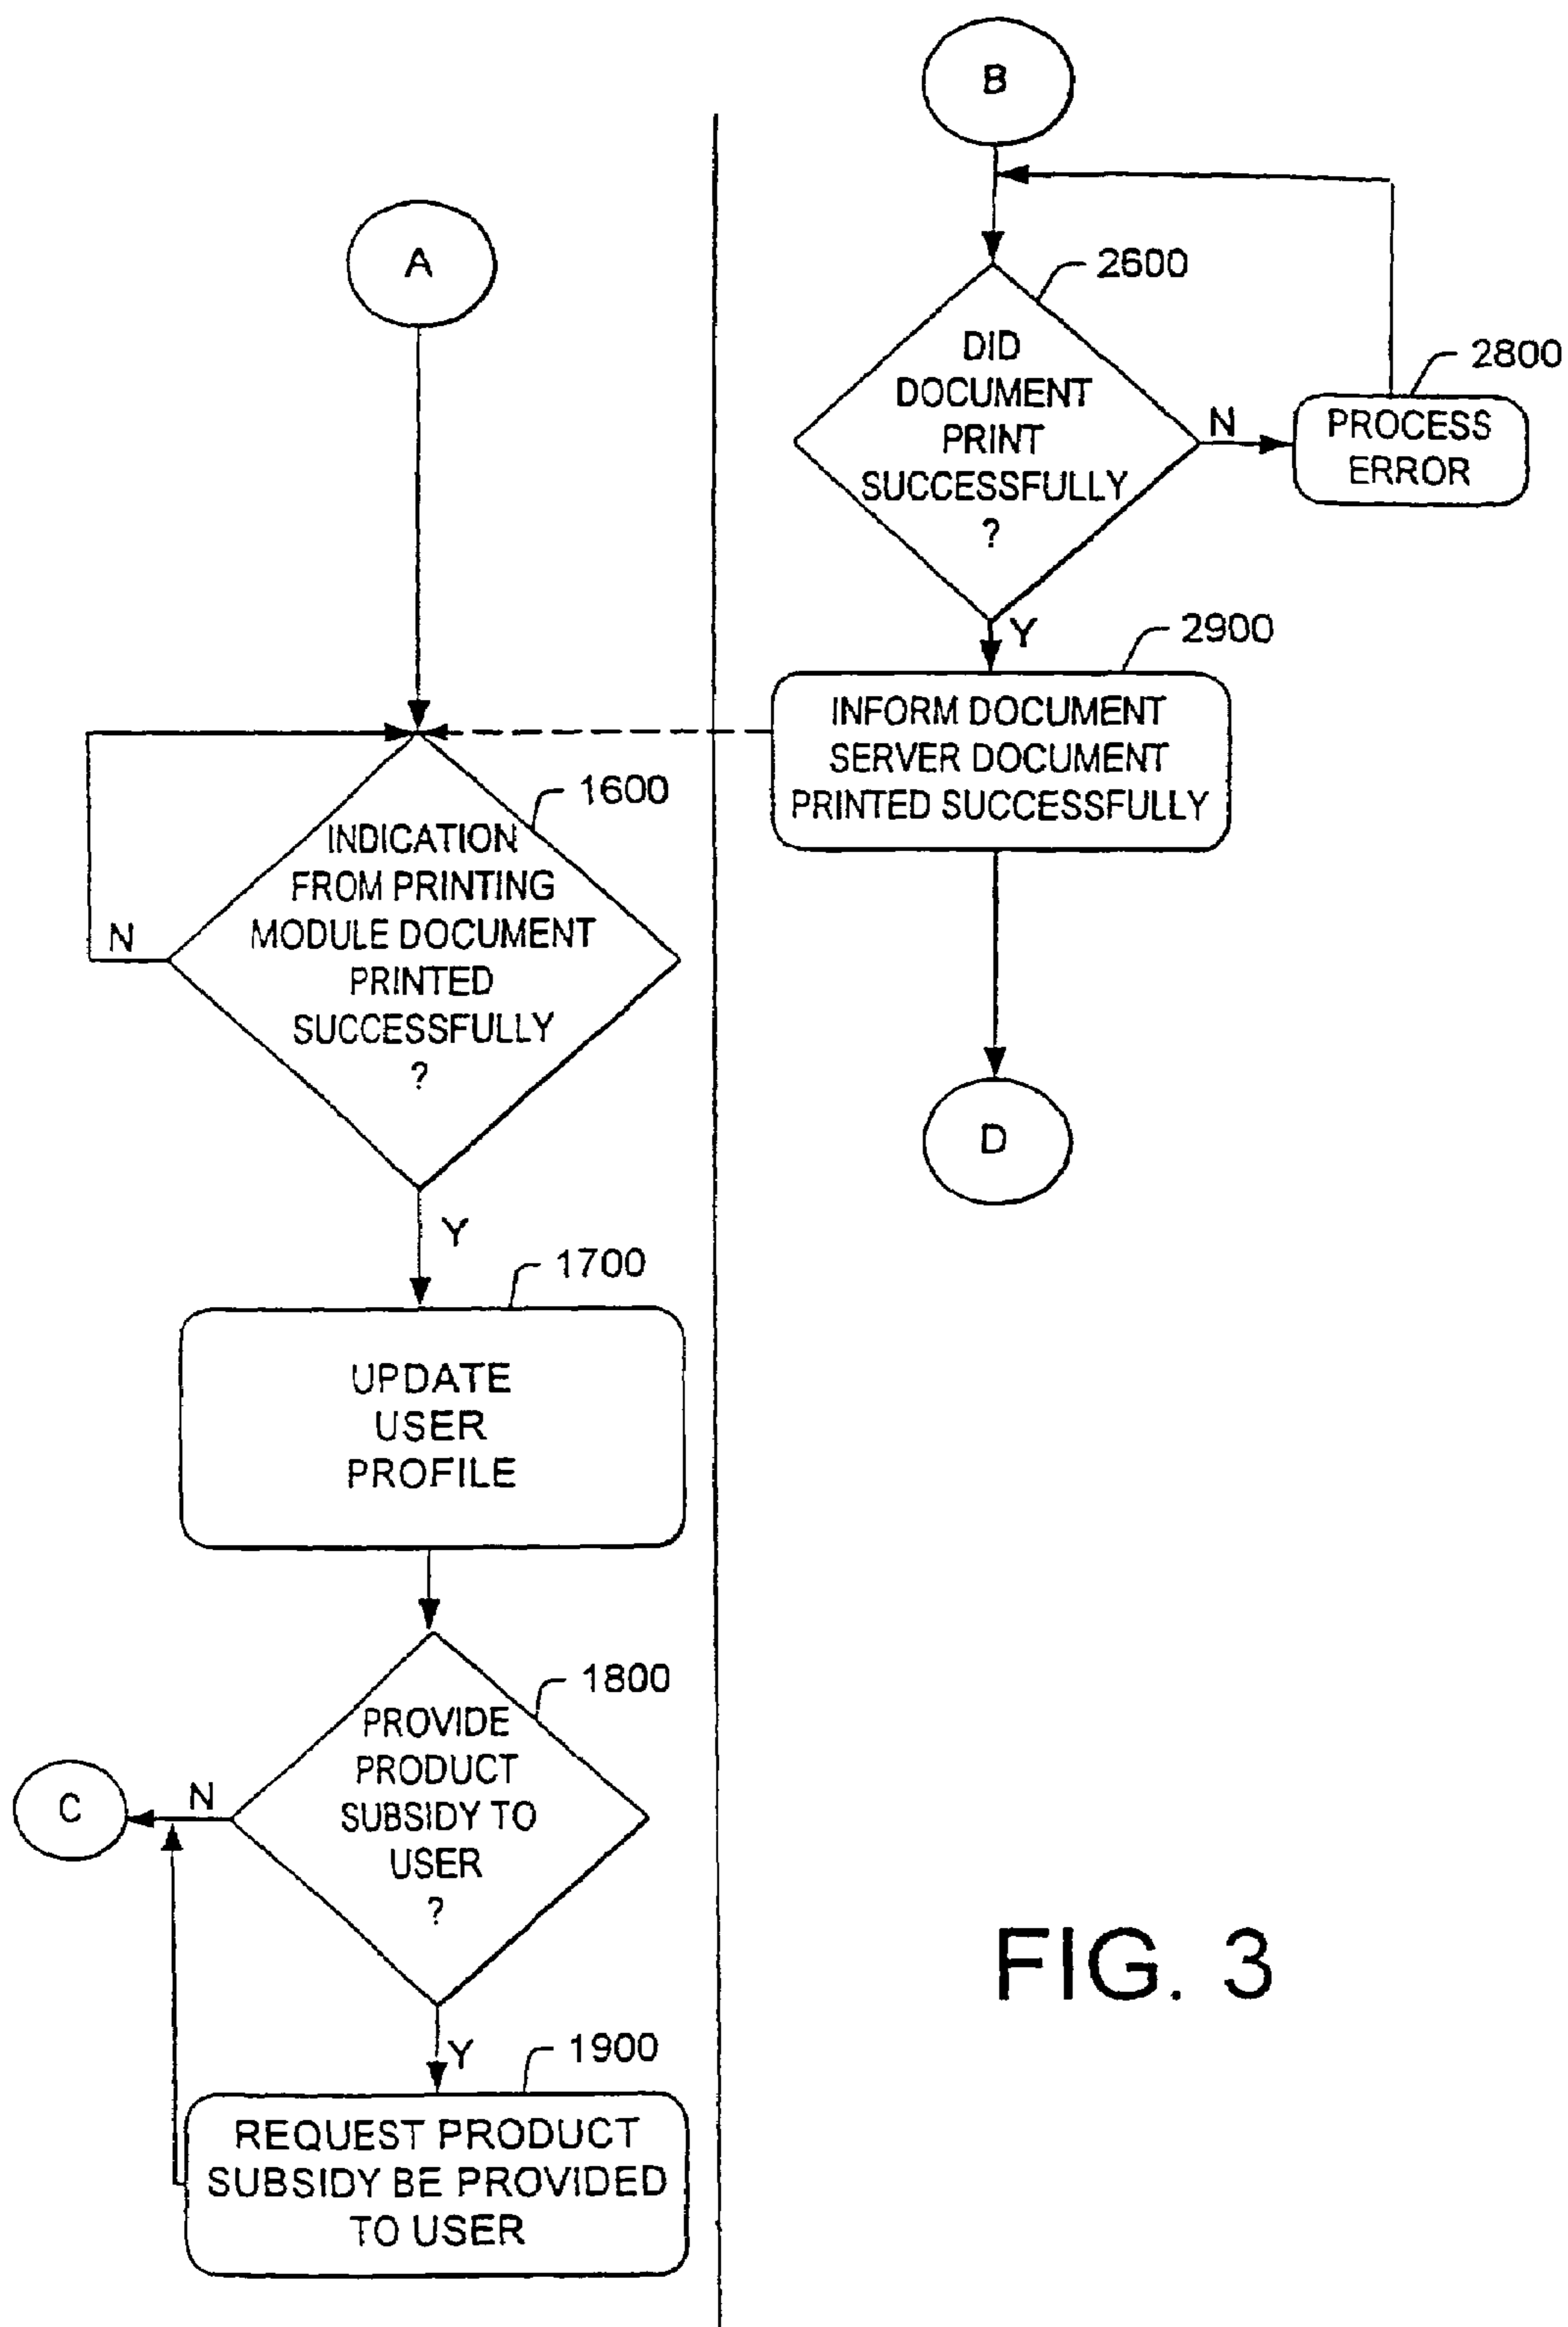 B
A
2600
DID
DOCUMENT
PRINT
SUCCESSFULLY
?
N
2800
PROCESS
ERROR
Y
2900
INFORM DOCUMENT
SERVER DOCUMENT
PRINTED SUCCESSFULLY
D
1600
INDICATION
FROM PRINTING
MODULE DOCUMENT
PRINTED
SUCCESSFULLY
?
N
Y
1700
UPDATE
USER
PROFILE
1800
PROVIDE
PRODUCT
SUBSIDY TO
USER
?
N
C
Y
1900
REQUEST PRODUCT
SUBSIDY BE PROVIDED
TO USER
FIG. 3